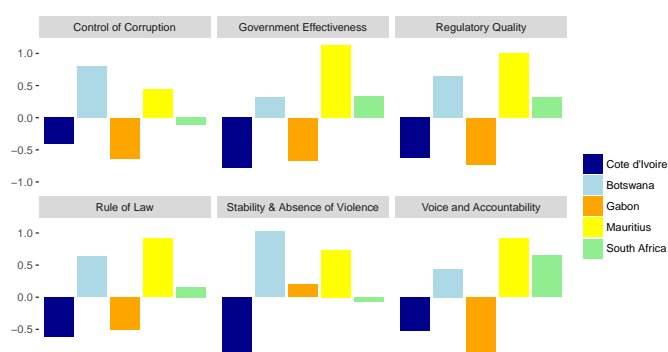 Control of Corruption Government Effectiveness Regulatory Quality
1.0
0.5
0.0
−0.5
−1.0
Rule of Law Stability & Absence of Violence Voice and Accountability
1.0
0.5
0.0
−0.5
Cote d'Ivoire
Botswana
Gabon
Mauritius
South Africa